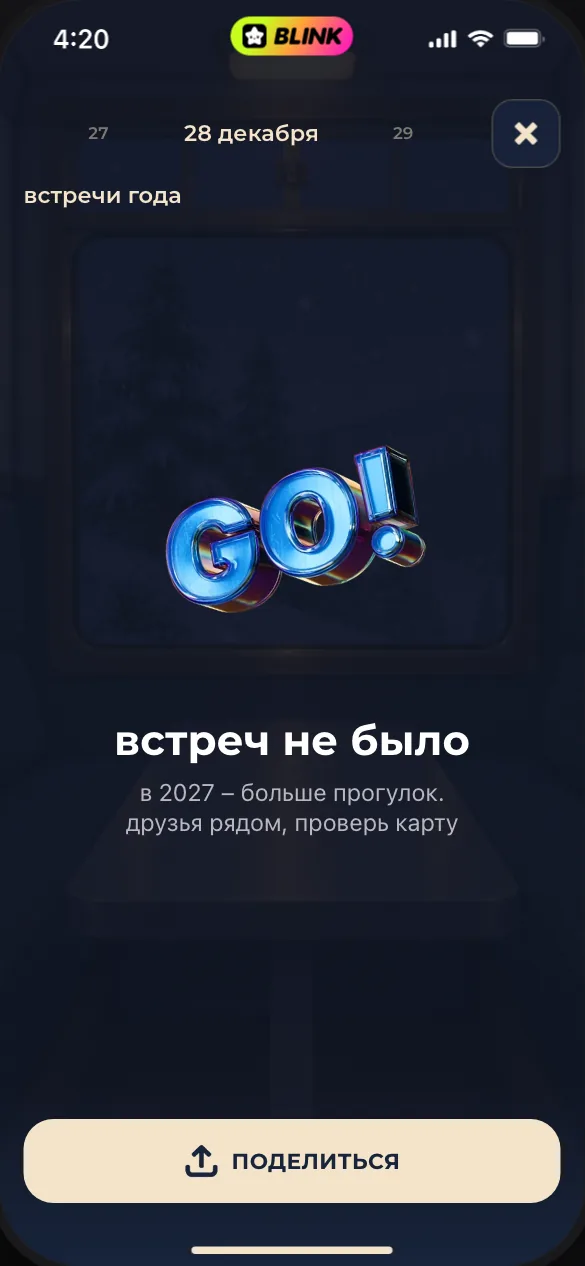 4:20
BLINK
27
28 декабря
29
встречи года
GO!
встреч не было
в 2027 – больше прогулок.
друзья рядом, проверь карту
ПОДЕЛИТЬСЯ